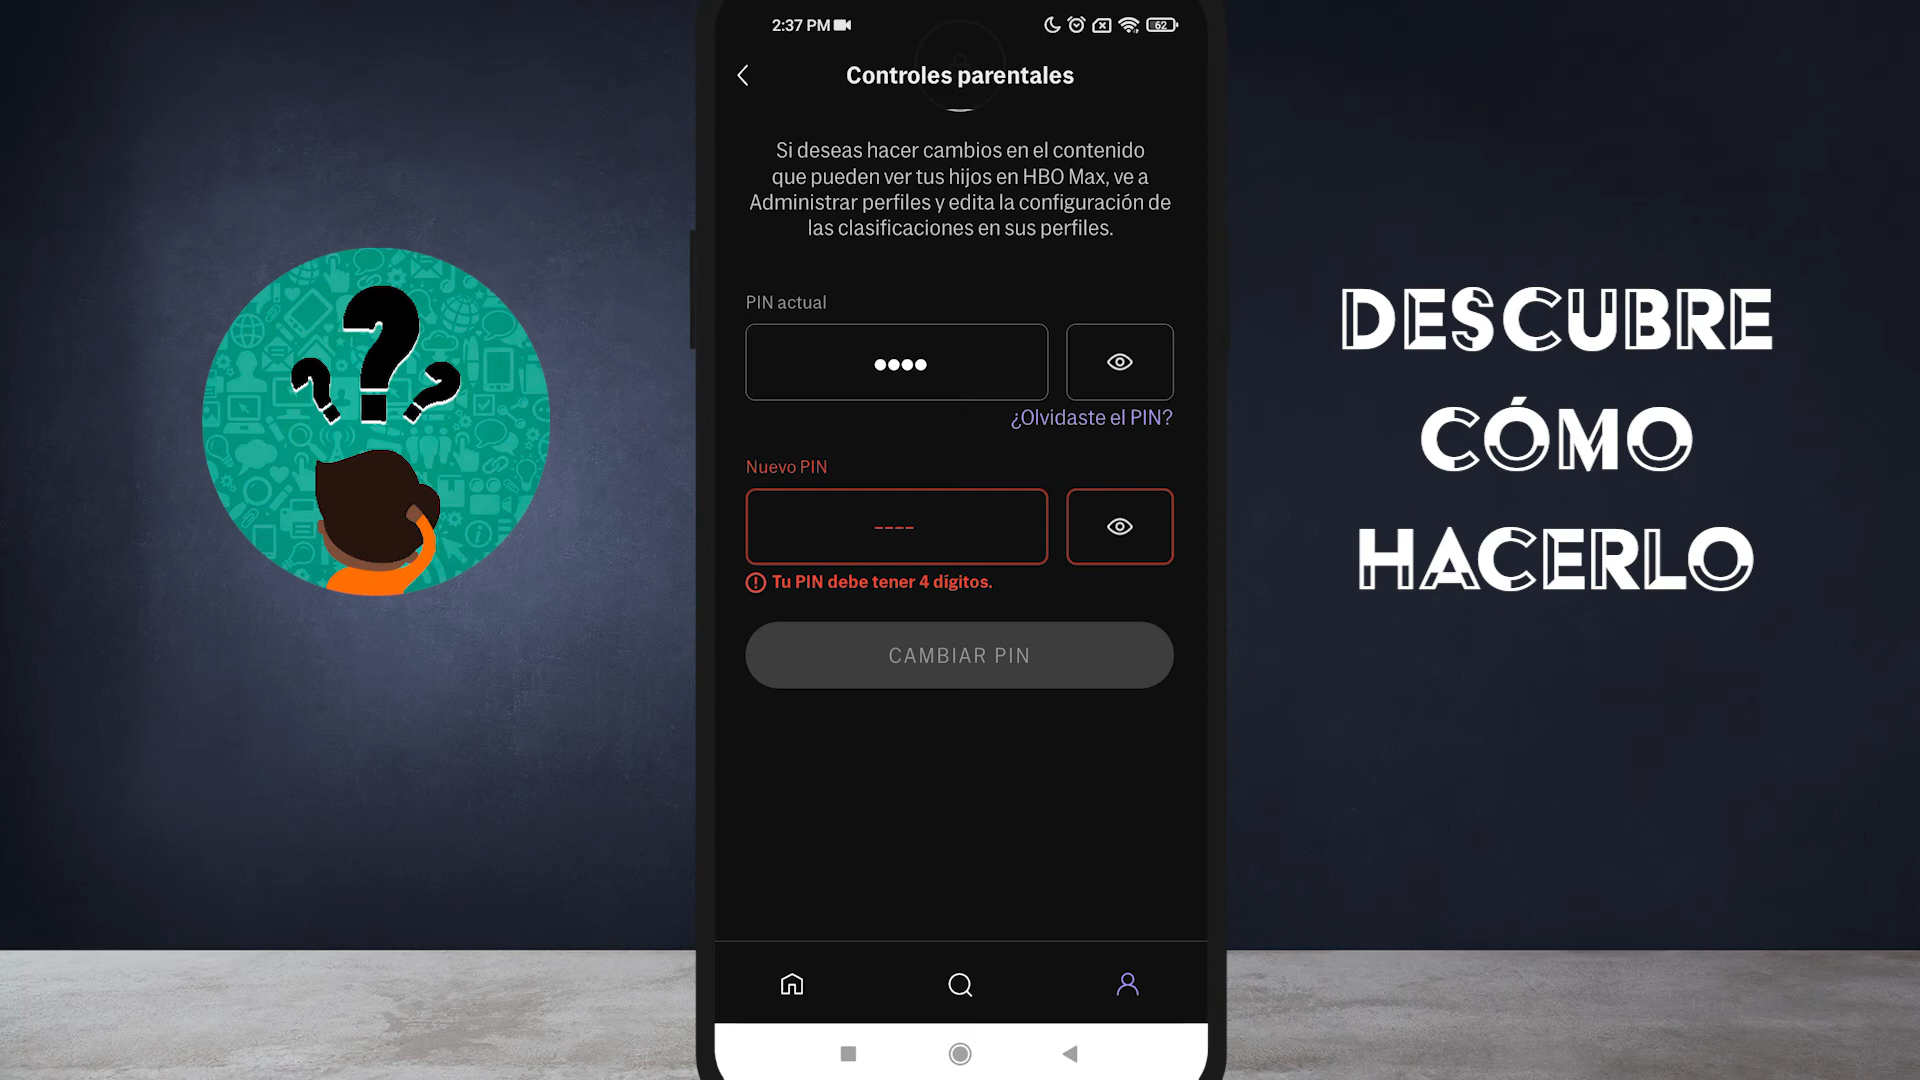 2:37 PM
62
Controles parentales
Si deseas hacer cambios en el contenido
que pueden ver tus hijos en HBO Max, ve a
Administrar perfiles y edita la configuración de
las clasificaciones en sus perfiles.
PIN actual
¿Olvidaste el PIN?
Nuevo PIN
----
Tu PIN debe tener 4 dígitos.
CAMBIAR PIN
DESCUBRE
CÓMO
HACERLO